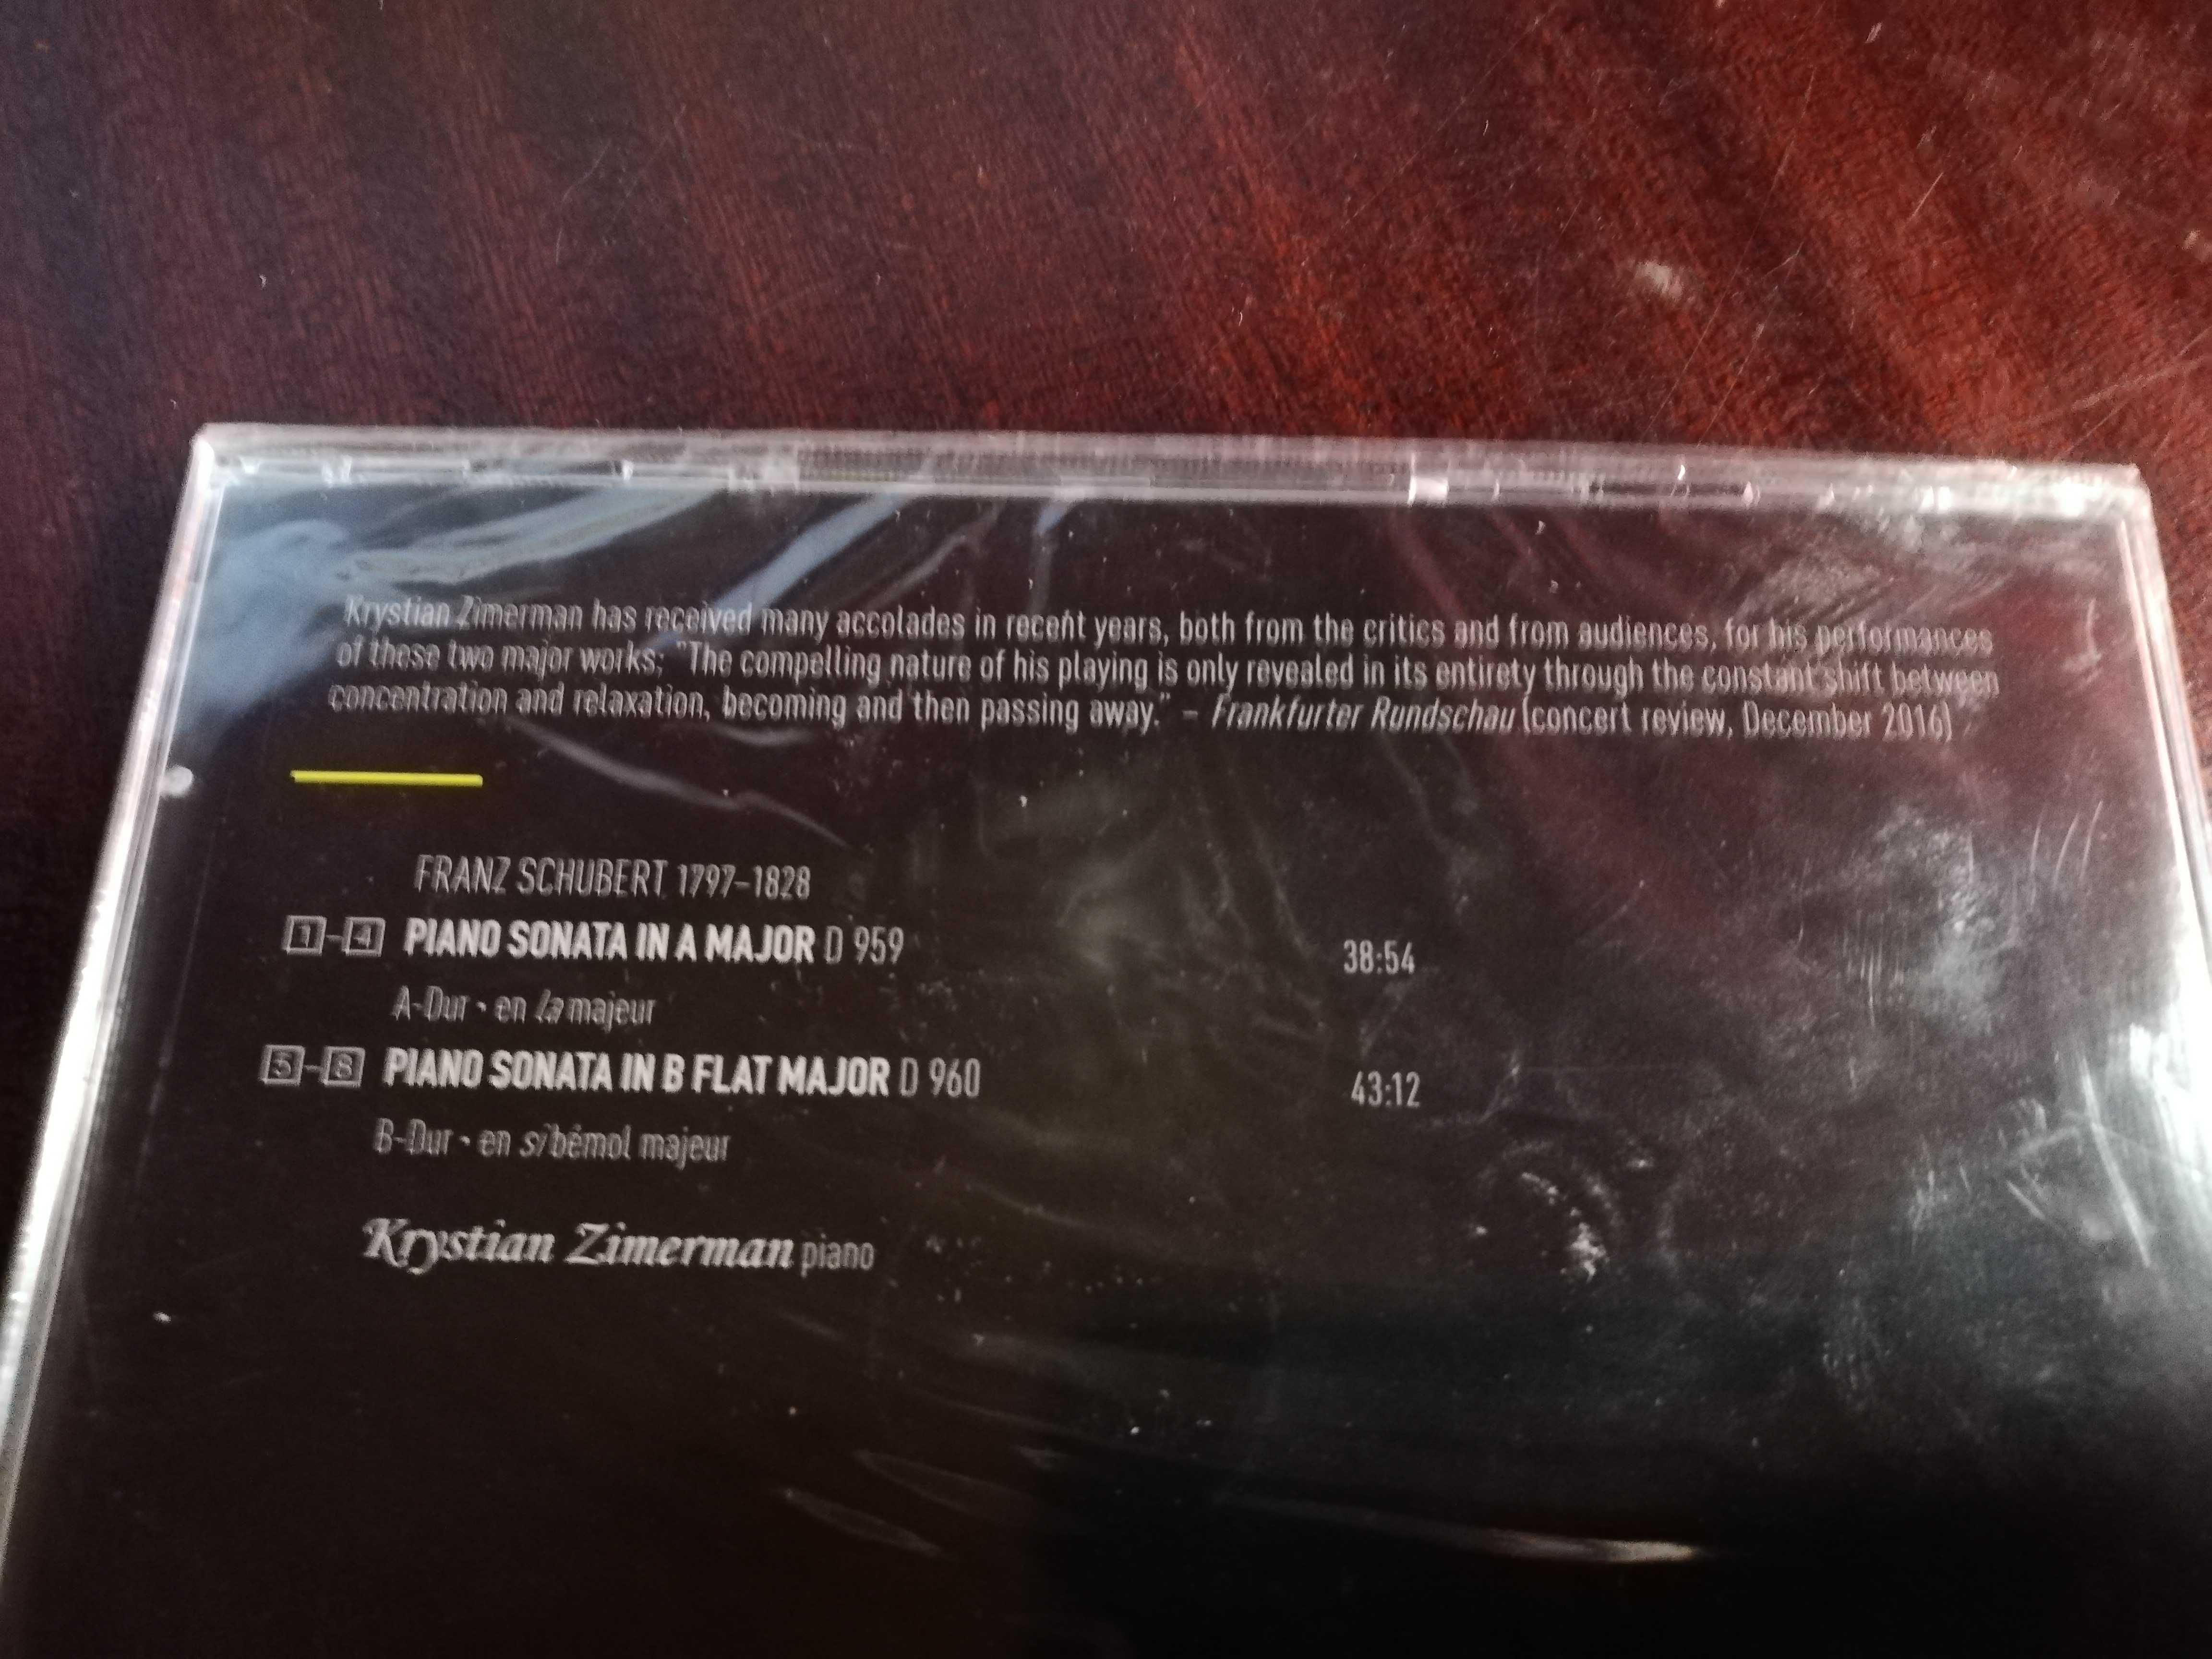 Krystian Zimerman has received many accolades in recent years, both from the critics and from audiences, for his performances
of these two major works: "The compelling nature of his playing is only revealed in its entirety through the constant shift between
concentration and relaxation, becoming and then passing away." – Frankfurter Rundschau (concert review, December 2016)
FRANZ SCHUBERT 1797–1828
1–4 PIANO SONATA IN A MAJOR D 959 38:54
A-Dur · en la majeur
5–8 PIANO SONATA IN B FLAT MAJOR D 960 43:12
B-Dur · en si bémol majeur
Krystian Zimerman piano